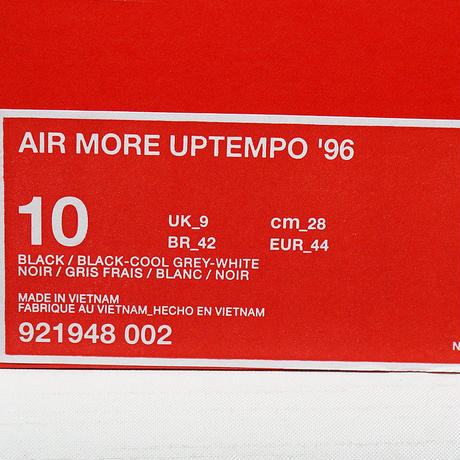 AIR MORE UPTEMPO '96
10
UK_9 cm_28
BR_42 EUR_44
BLACK / BLACK-COOL GREY-WHITE
NOIR / GRIS FRAIS / BLANC / NOIR
MADE IN VIETNAM
FABRIQUE AU VIETNAM_HECHO EN VIETNAM
921948 002
N